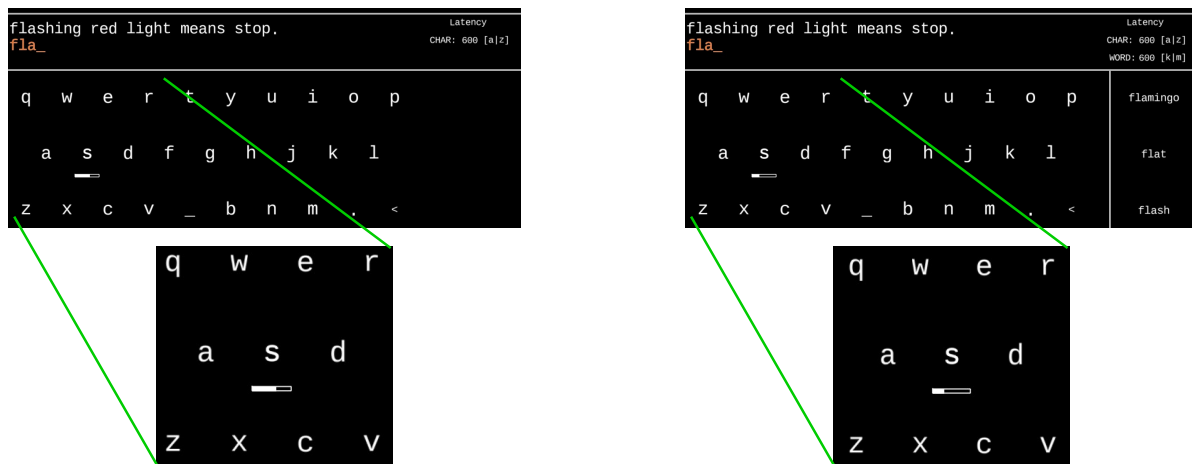 flashing red light means stop.
fla_
Latency
CHAR: 600 [a|z]
q w e r t y u i o p
a s d f g h j k l
z x c v _ b n m . <
q w e r
a s d
z x c v
flashing red light means stop.
fla_
Latency
CHAR: 600 [a|z]
WORD: 600 [k|m]
q w e r t y u i o p
a s d f g h j k l
z x c v _ b n m . <
flamingo
flat
flash
q w e r
a s d
z x c v